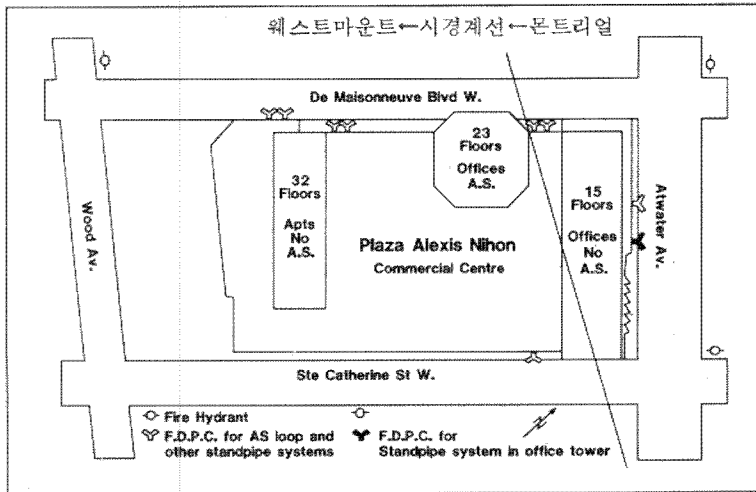 웨스트마운트←시경계선←몬트리얼
De Maisonneuve Blvd W.
23
Floors
Offices
A.S.
32
Floors
Apts
No
A.S.
15
Floors
Offices
No
A.S.
Wood Av.
Atwater Av.
Plaza Alexis Nihon
Commercial Centre
Ste Catherine St W.
Fire Hydrant
F.D.P.C. for AS loop and
other standpipe systems
F.D.P.C. for
Standpipe system in office tower
N